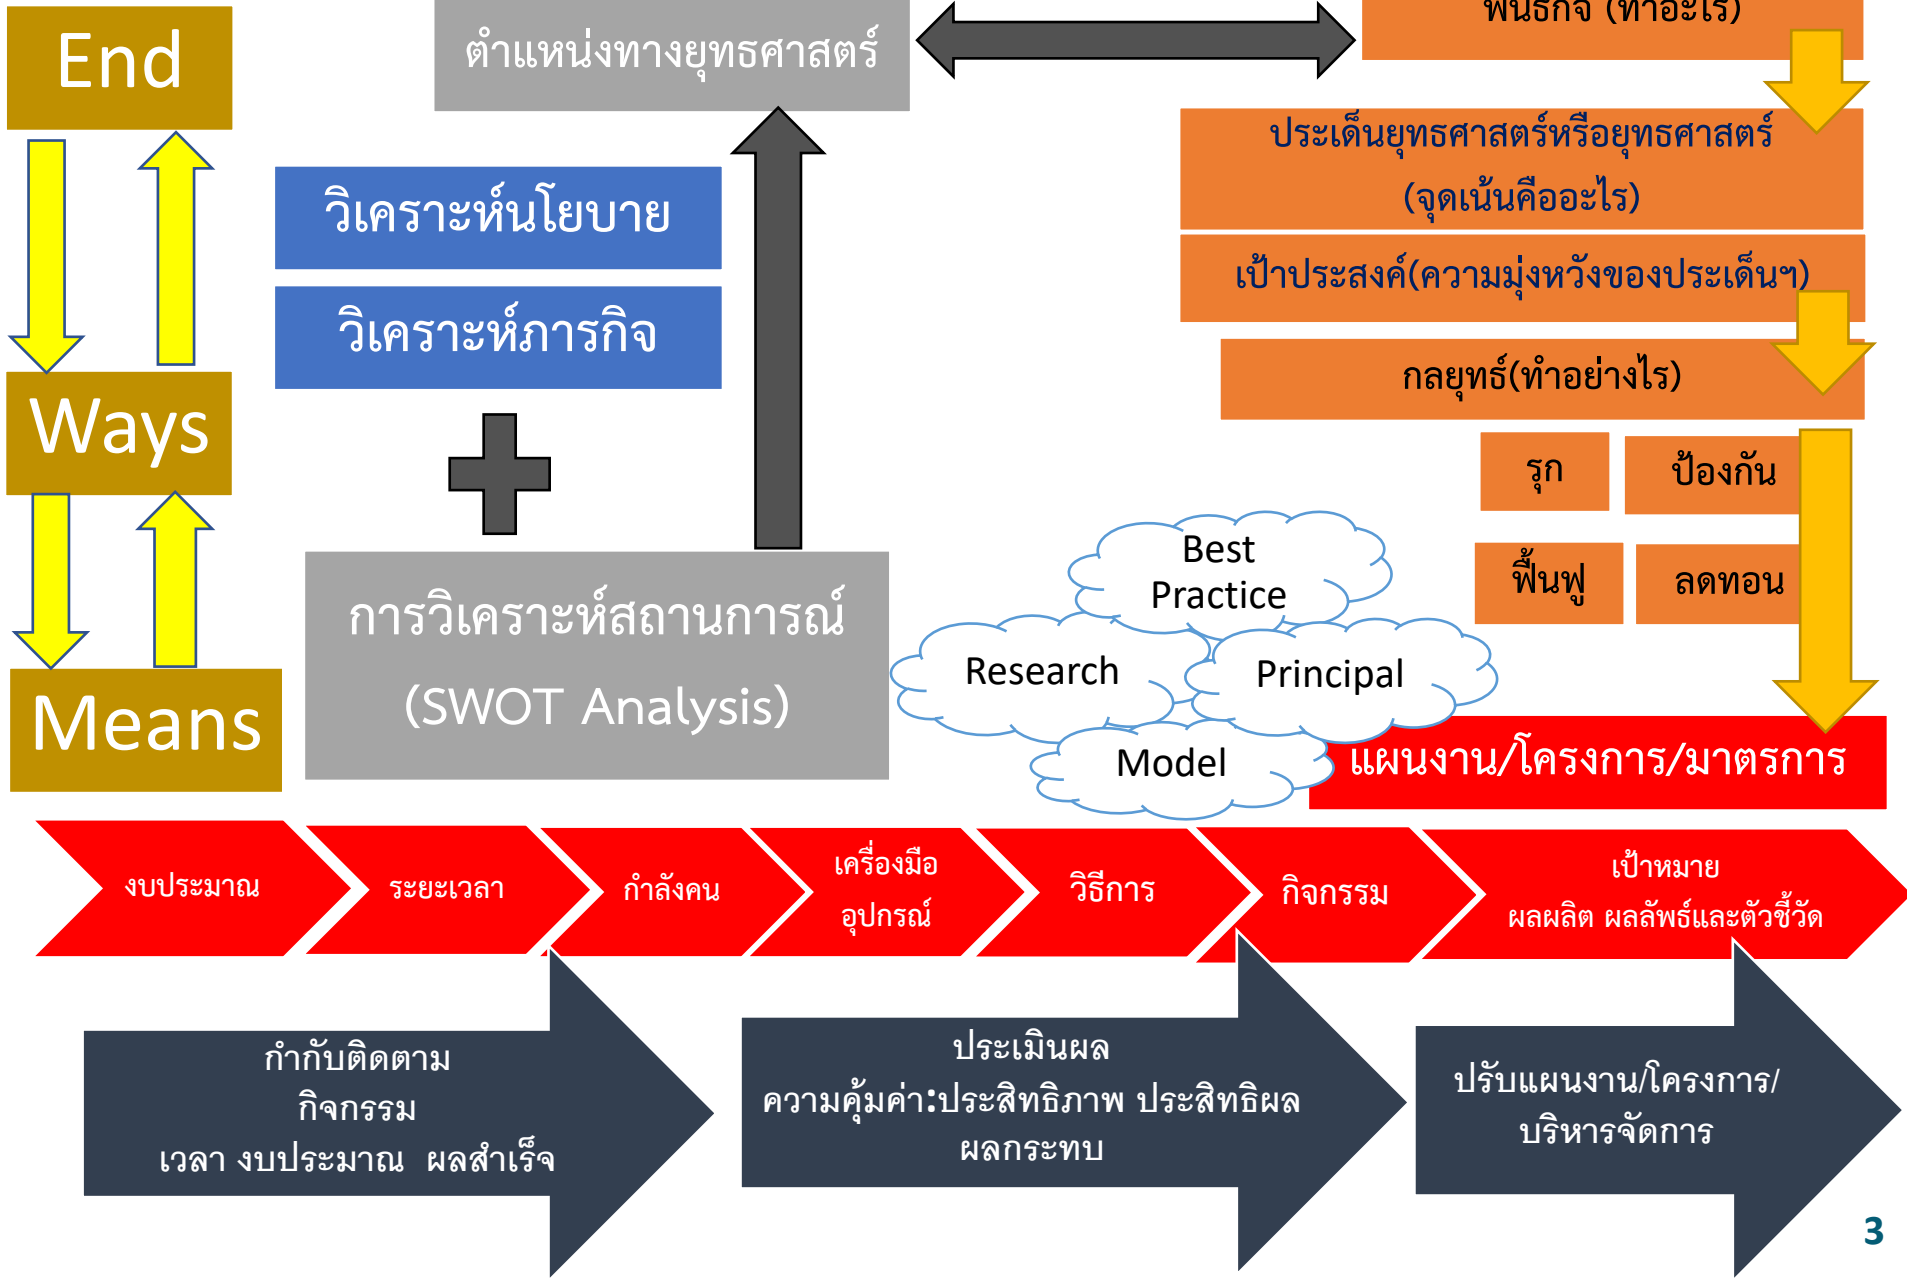 End
ตำแหน่งทางยุทธศาสตร์
พันธกิจ (ทำอะไร)
ประเด็นยุทธศาสตร์หรือยุทธศาสตร์
(จุดเน้นคืออะไร)
วิเคราะห์นโยบาย
เป้าประสงค์(ความมุ่งหวังของประเด็นฯ)
วิเคราะห์ภารกิจ
กลยุทธ์(ทำอย่างไร)
Ways
รุก
ป้องกัน
ฟื้นฟู
ลดทอน
Best
Practice
Research
Principal
Model
การวิเคราะห์สถานการณ์
(SWOT Analysis)
Means
แผนงาน/โครงการ/มาตรการ
งบประมาณ
ระยะเวลา
กำลังคน
เครื่องมือ
อุปกรณ์
วิธีการ
กิจกรรม
เป้าหมาย
ผลผลิต ผลลัพธ์และตัวชี้วัด
กำกับติดตาม
กิจกรรม
เวลา งบประมาณ ผลสำเร็จ
ประเมินผล
ความคุ้มค่า:ประสิทธิภาพ ประสิทธิผล
ผลกระทบ
ปรับแผนงาน/โครงการ/
บริหารจัดการ
3